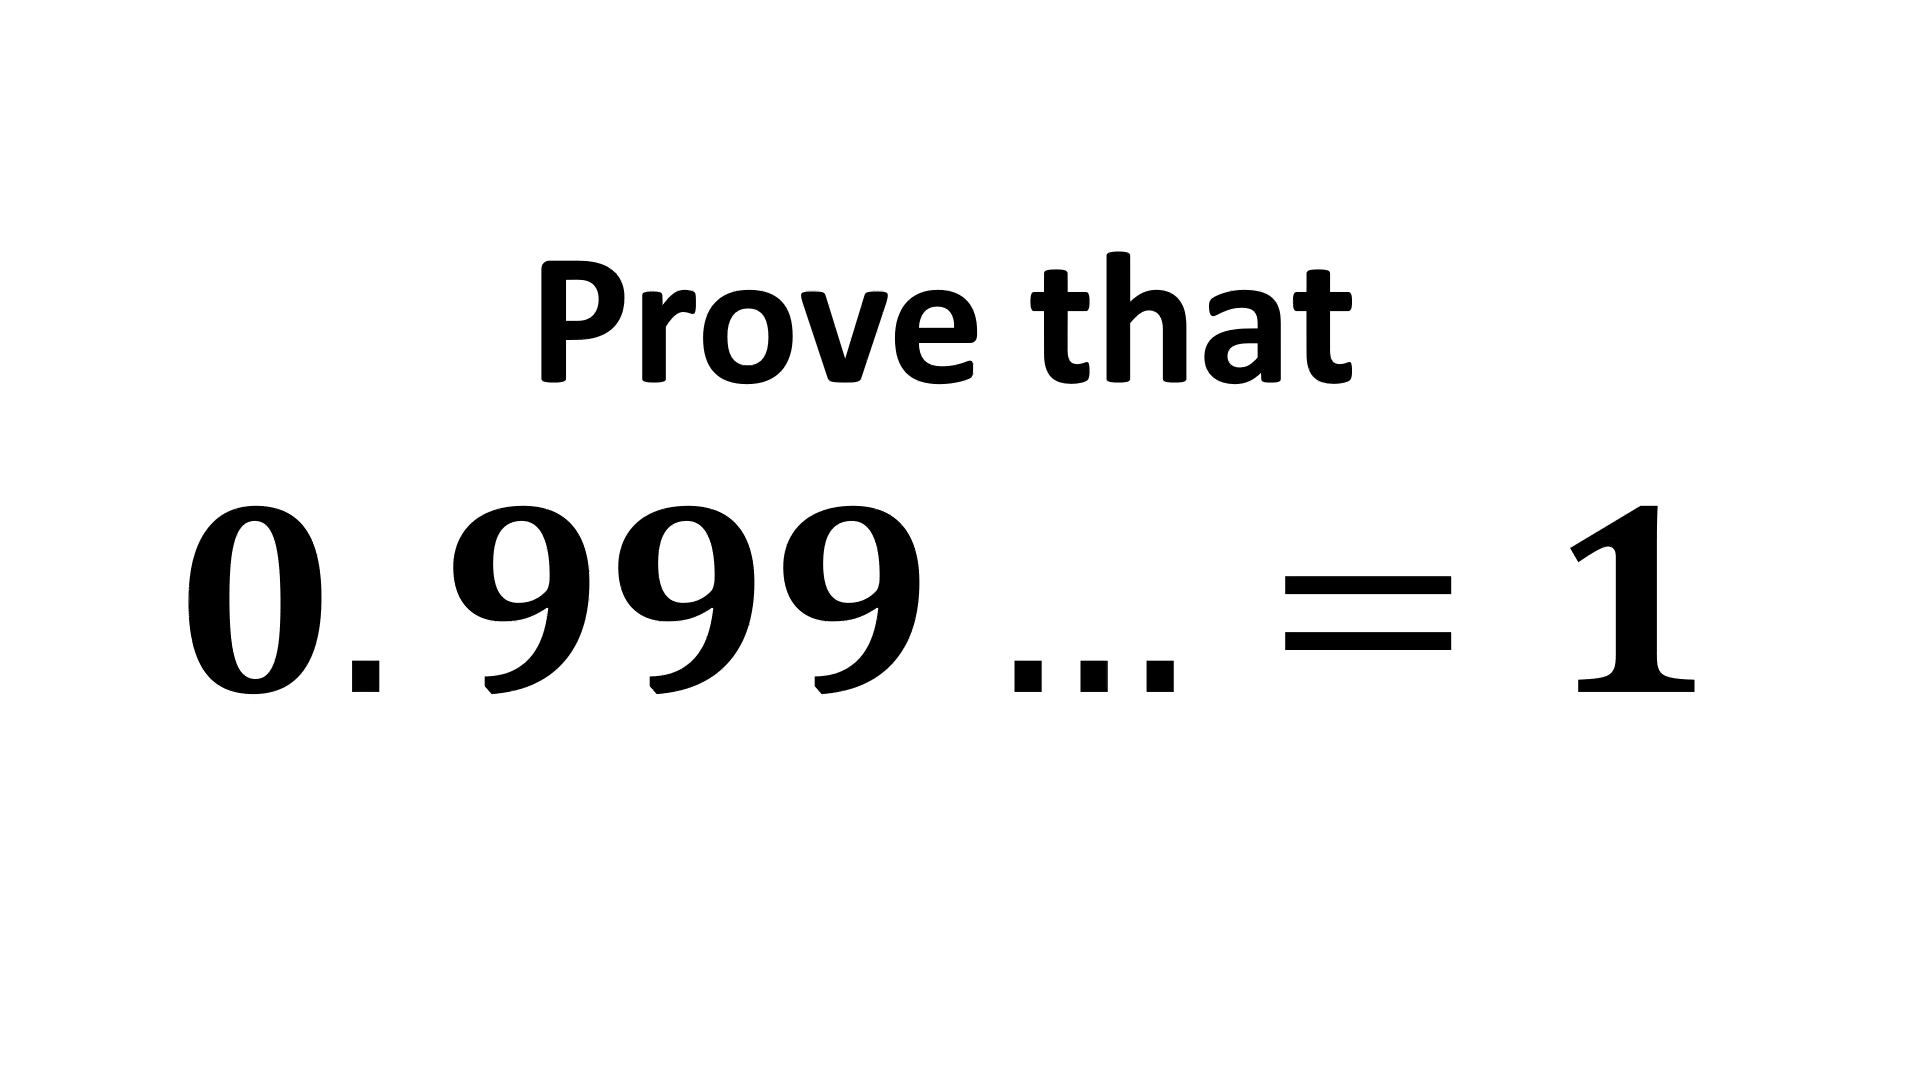 Prove that
0.999 ... = 1